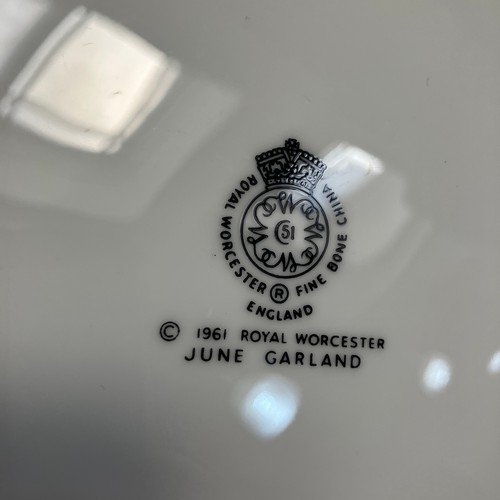 ROYAL WORCESTER ® FINE BONE CHINA
51
ENGLAND
© 1961 ROYAL WORCESTER
JUNE GARLAND